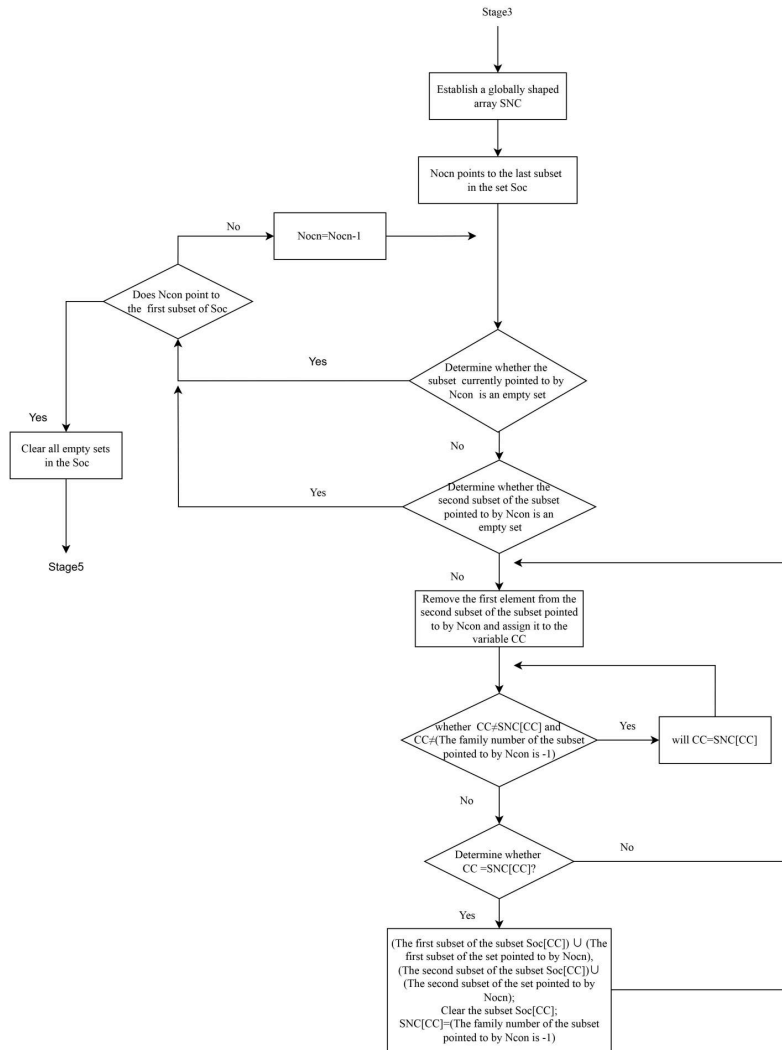 Stage3
Establish a globally shaped
array SNC
Nocn points to the last subset
in the set Soc
No
Nocn=Nocn-1
Does Ncon point to
the first subset of Soc
Yes
Determine whether the
subset currently pointed to by
Ncon is an empty set
Yes
Clear all empty sets
in the Soc
No
Yes
Determine whether the
second subset of the subset
pointed to by Ncon is an
empty set
Stage5
No
Remove the first element from the
second subset of the subset pointed
to by Ncon and assign it to the
variable CC
whether CC≠SNC[CC] and
CC≠(The family number of the subset
pointed to by Ncon is -1)
Yes
will CC=SNC[CC]
No
Determine whether
CC =SNC[CC]?
No
Yes
(The first subset of the subset Soc[CC]) ∪ (The
first subset of the set pointed to by Nocn),
(The second subset of the subset Soc[CC])∪
(The second subset of the set pointed to by
Nocn);
Clear the subset Soc[CC];
SNC[CC]=(The family number of the subset
pointed to by Ncon is -1)